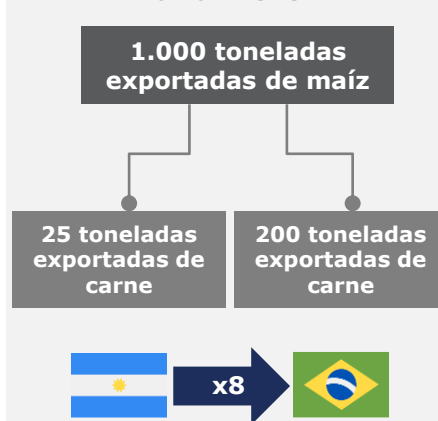 1.000 toneladas
exportadas de maíz
25 toneladas
exportadas de
carne
200 toneladas
exportadas de
carne
x8